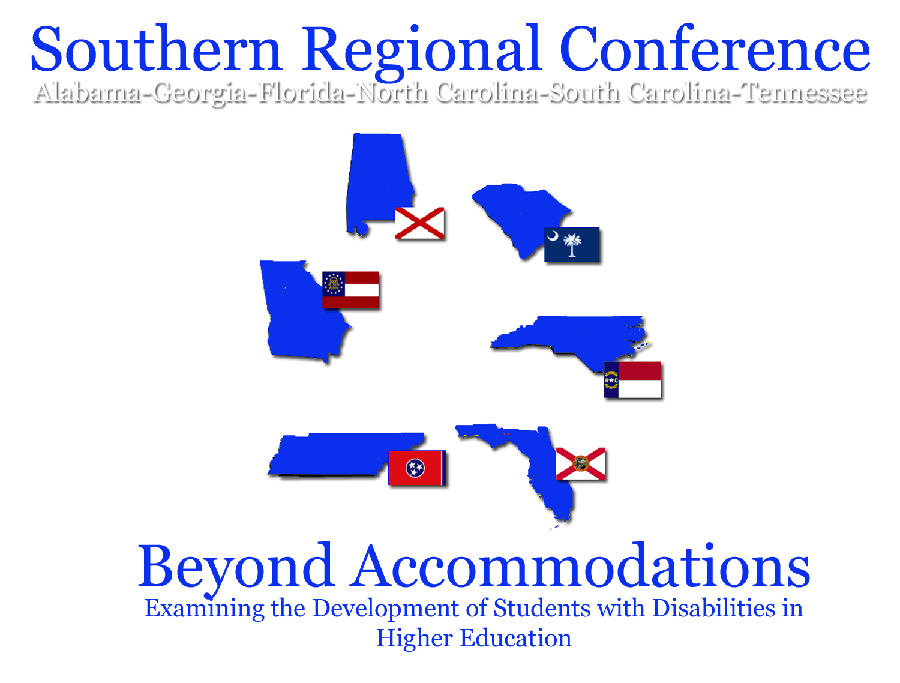 Southern Regional Conference
Alabama-Georgia-Florida-North Carolina-South Carolina-Tennessee
Beyond Accommodations
Examining the Development of Students with Disabilities in
Higher Education